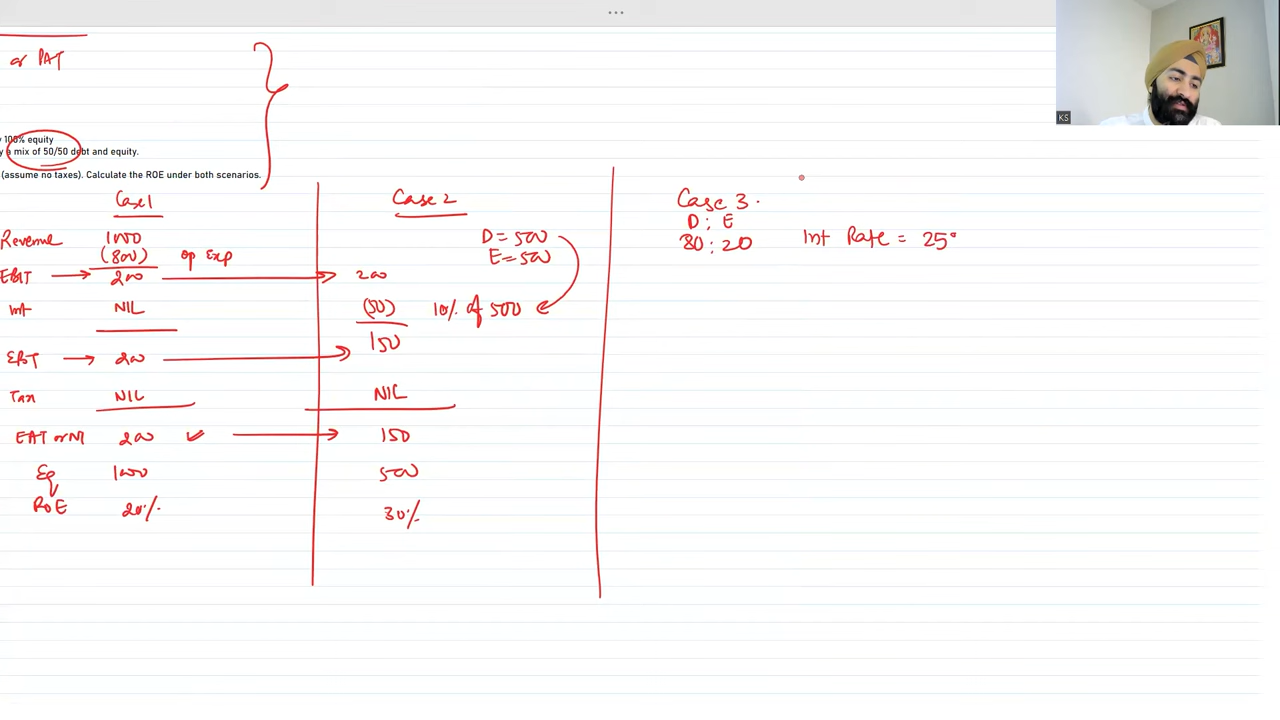 or PAT
KS
y 100% equity
y a mix of 50/50 debt and equity.
(assume no taxes). Calculate the ROE under both scenarios.
Case 1
Revenue 1000
(800) op Exp
EBIT → 200
Int NIL
EBT → 200
Tax NIL
EAT or NI 200 ✓
Eq 1000
ROE 20%
Case 2
D = 500
E = 500
200
(50) 10% of 500
150
NIL
150
500
30%
Case 3.
D : E
80 : 20 Int Rate = 25